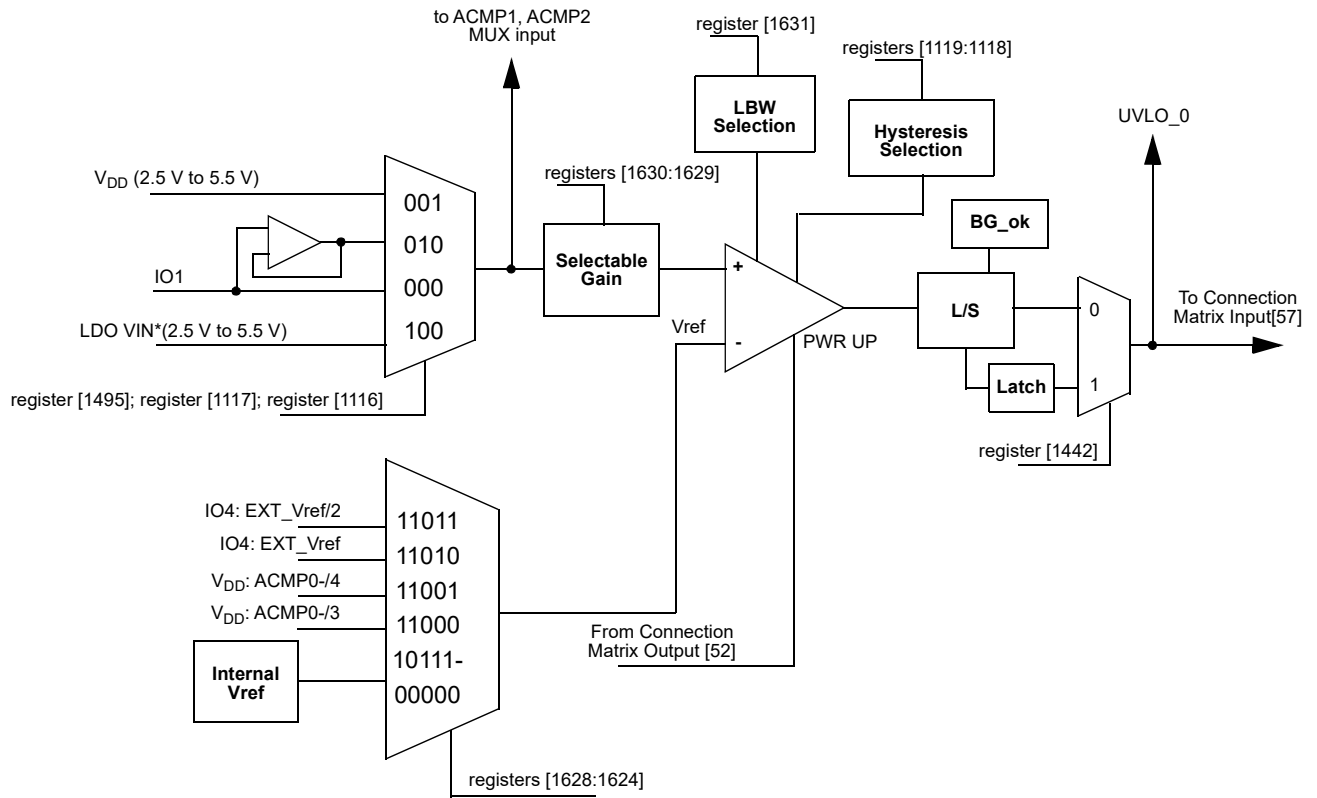 to ACMP1, ACMP2
MUX input
register [1631]
registers [1119:1118]
LBW
Selection
Hysteresis
Selection
UVLO_0
VDD (2.5 V to 5.5 V)
001
registers [1630:1629]
BG_ok
010
Selectable
Gain
+
IO1
000
L/S
0
To Connection
Matrix Input[57]
LDO VIN*(2.5 V to 5.5 V)
100
Vref
-
PWR UP
Latch
1
register [1495]; register [1117]; register [1116]
register [1442]
IO4: EXT_Vref/2
11011
IO4: EXT_Vref
11010
VDD: ACMP0-/4
11001
VDD: ACMP0-/3
11000
From Connection
Matrix Output [52]
Internal
Vref
10111-
00000
registers [1628:1624]